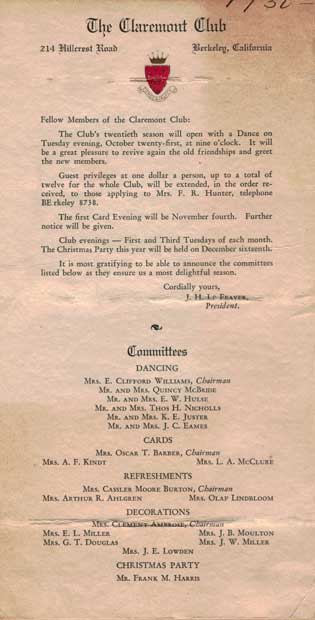 1930-
The Claremont Club
214 Hillcrest Road Berkeley, California
Fellow Members of the Claremont Club:
The Club's twentieth season will open with a Dance on
Tuesday evening, October twenty-first, at nine o'clock. It will
be a great pleasure to revive again the old friendships and greet
the new members.
Guest privileges at one dollar a person, up to a total of
twelve for the whole Club, will be extended, in the order re-
ceived, to those applying to Mrs. F. R. Hunter, telephone
BErkeley 8738.
The first Card Evening will be November fourth. Further
notice will be given.
Club evenings — First and Third Tuesdays of each month.
The Christmas Party this year will be held on December sixteenth.
It is most gratifying to be able to announce the committees
listed below as they ensure us a most delightful season.
Cordially yours,
J. H. Le Feaver,
President.
Committees
DANCING
Mrs. E. Clifford Williams, Chairman
Mr. and Mrs. Quincy McBride
Mr. and Mrs. E. W. Hulse
Mr. and Mrs. Thos H. Nicholls
Mr. and Mrs. K. E. Juster
Mr. and Mrs. J. C. Eames
CARDS
Mrs. Oscar T. Barber, Chairman
Mrs. A. F. Kindt Mrs. L. A. McClure
REFRESHMENTS
Mrs. Cassler Moore Burton, Chairman
Mrs. Arthur R. Ahlgren Mrs. Olaf Lindbloom
DECORATIONS
Mrs. Clement Ambrose, Chairman
Mrs. E. L. Miller Mrs. J. B. Moulton
Mrs. G. T. Douglas Mrs. J. W. Miller
Mrs. J. E. Lowden
CHRISTMAS PARTY
Mr. Frank M. Harris